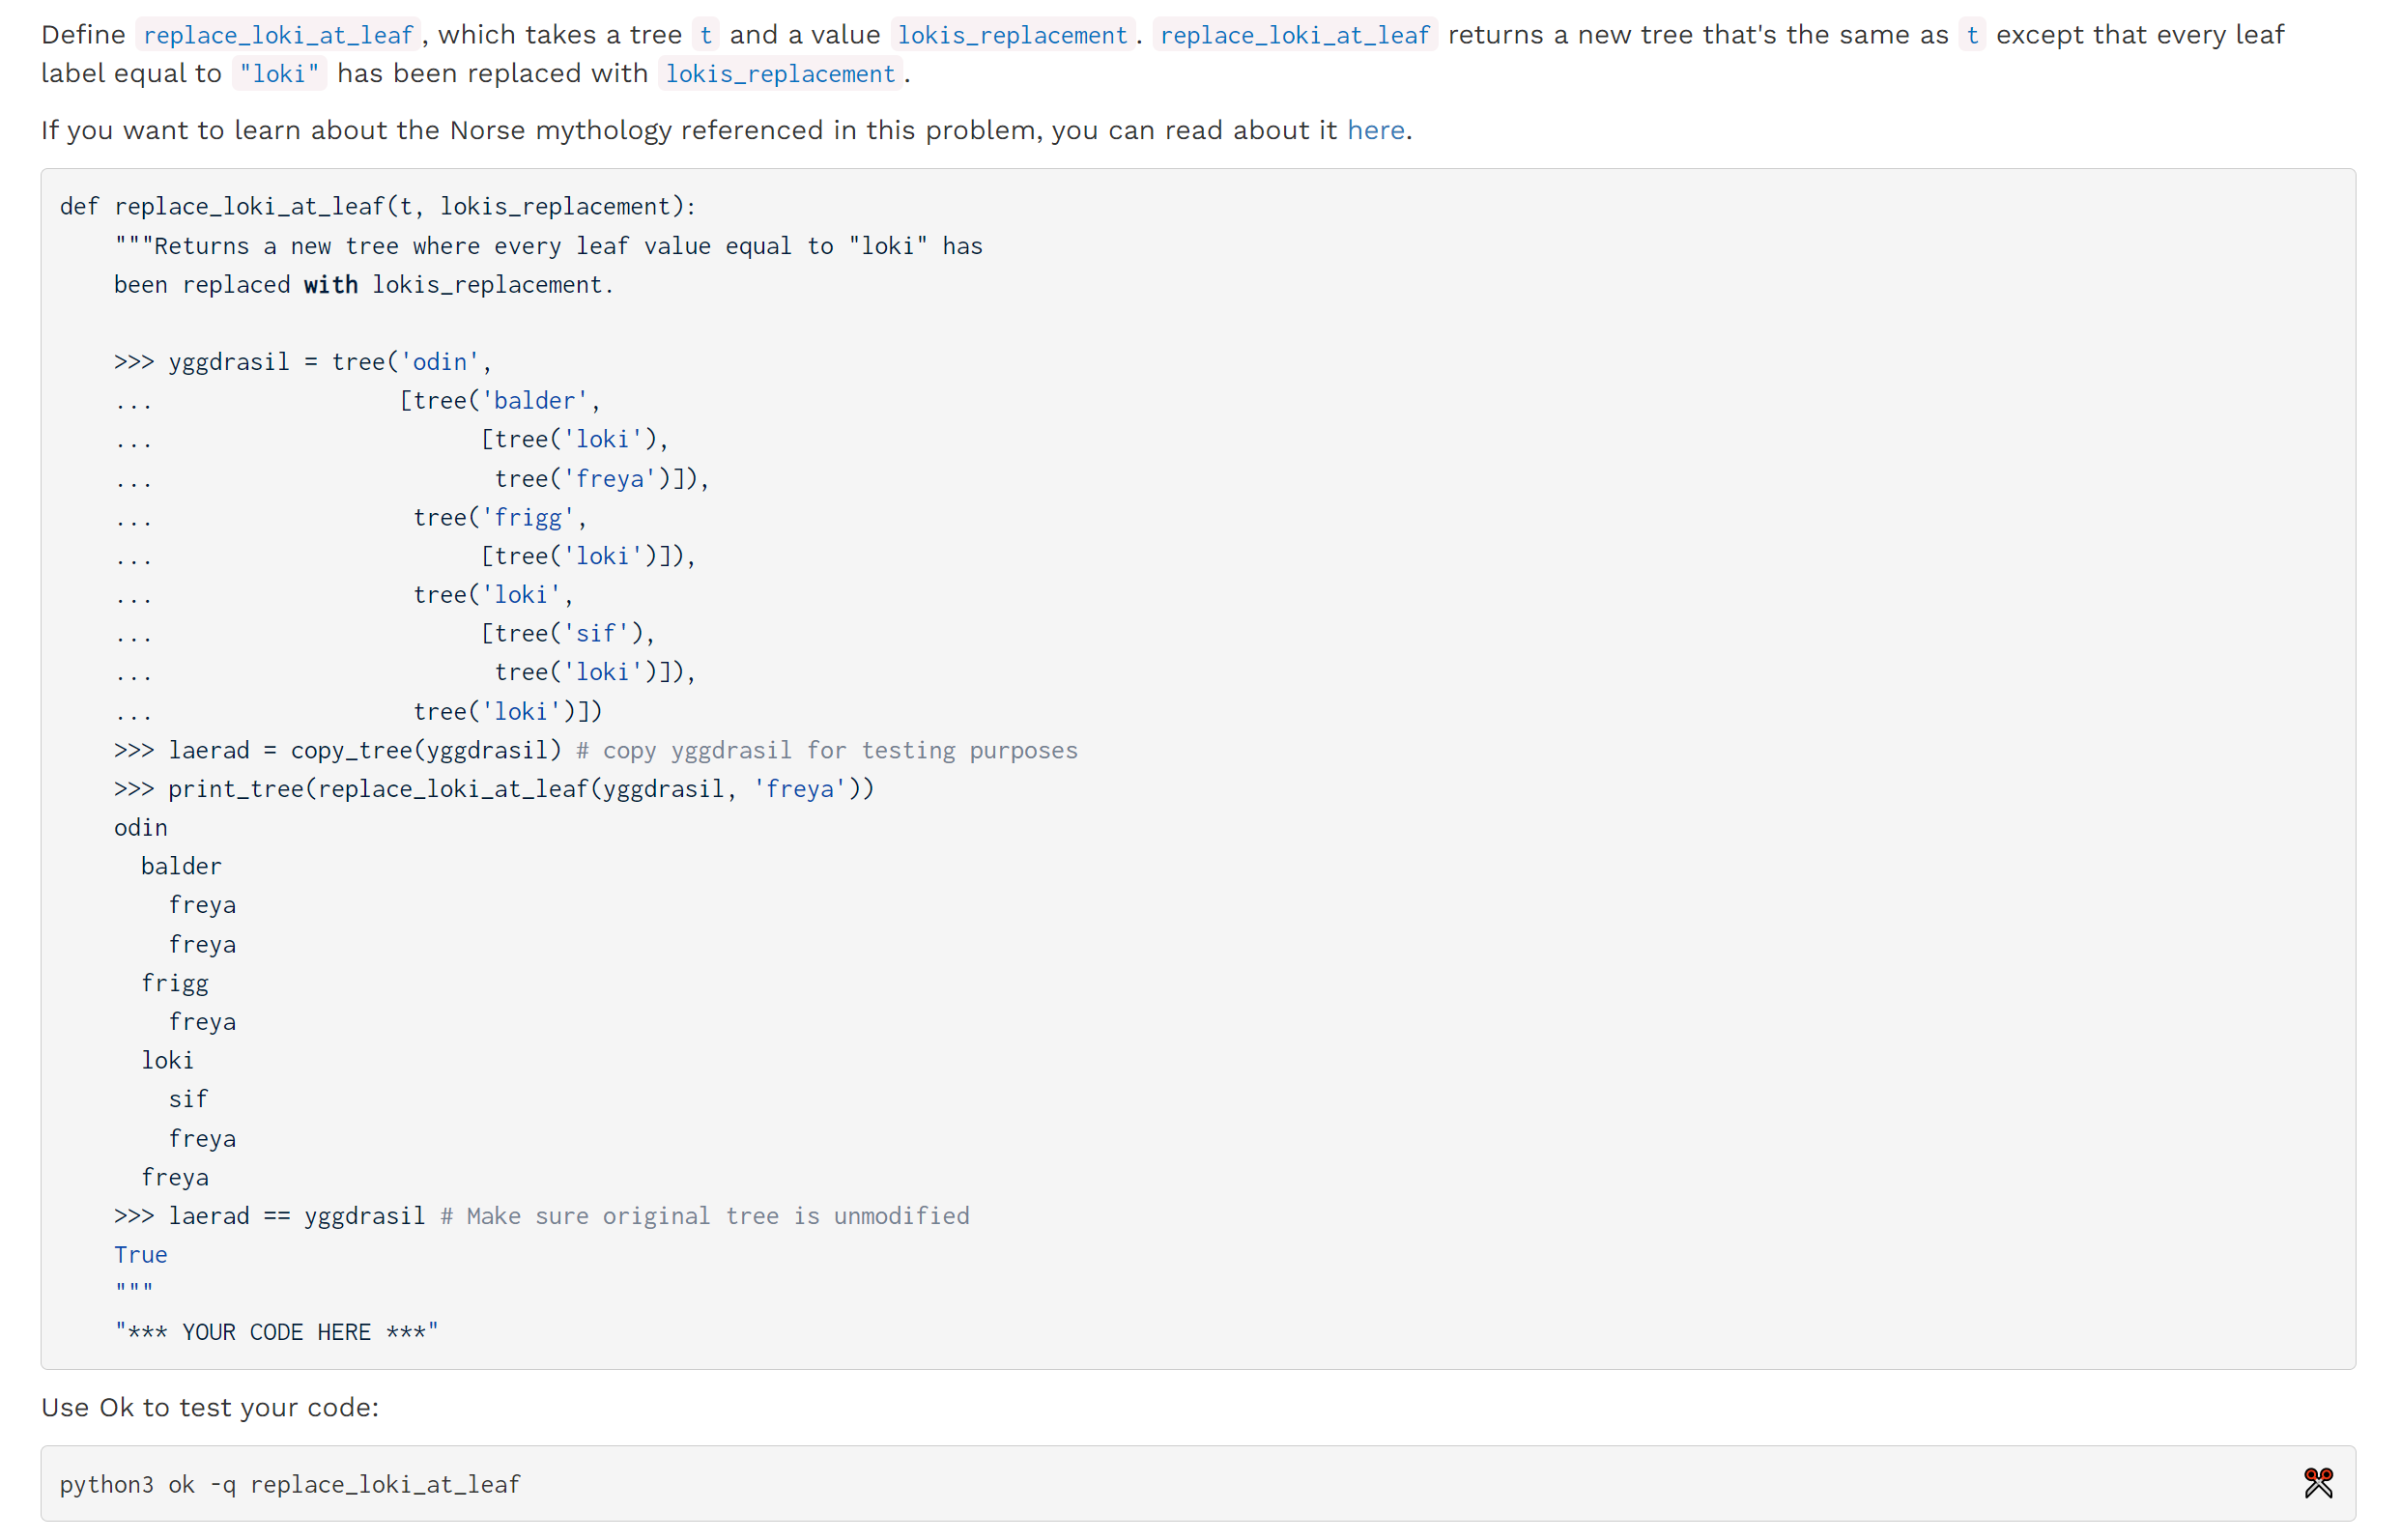 Define replace_loki_at_leaf, which takes a tree t and a value lokis_replacement. replace_loki_at_leaf returns a new tree that's the same as t except that every leaf
label equal to "loki" has been replaced with lokis_replacement.
If you want to learn about the Norse mythology referenced in this problem, you can read about it here.
def replace_loki_at_leaf(t, lokis_replacement):
    """Returns a new tree where every leaf value equal to "loki" has
    been replaced with lokis_replacement.

    >>> yggdrasil = tree('odin',
    ...                  [tree('balder',
    ...                        [tree('loki'),
    ...                         tree('freya')]),
    ...                   tree('frigg',
    ...                        [tree('loki')]),
    ...                   tree('loki',
    ...                        [tree('sif'),
    ...                         tree('loki')]),
    ...                   tree('loki')])
    >>> laerad = copy_tree(yggdrasil) # copy yggdrasil for testing purposes
    >>> print_tree(replace_loki_at_leaf(yggdrasil, 'freya'))
    odin
      balder
        freya
        freya
      frigg
        freya
      loki
        sif
        freya
      freya
    >>> laerad == yggdrasil # Make sure original tree is unmodified
    True
    """
    "*** YOUR CODE HERE ***"
Use Ok to test your code:
python3 ok -q replace_loki_at_leaf